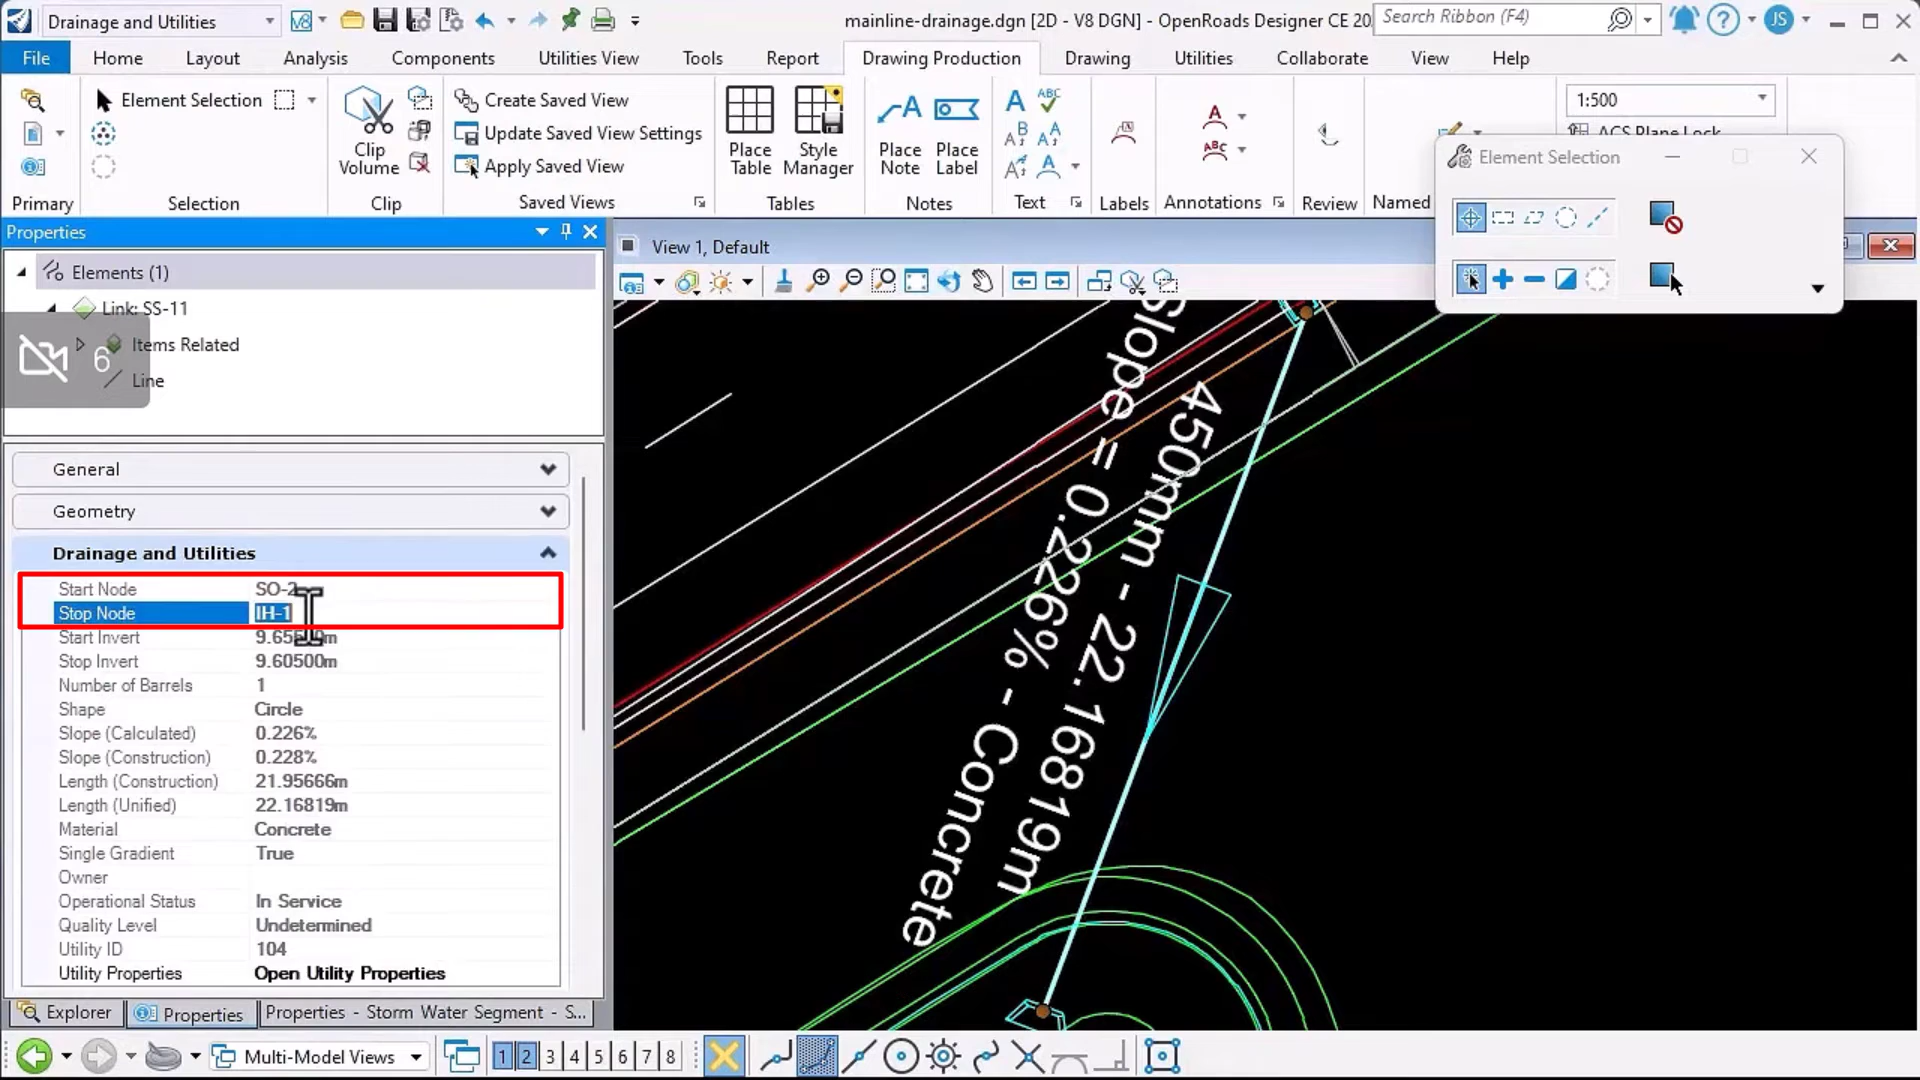 Drainage and Utilities
mainline-drainage.dgn [2D - V8 DGN] - OpenRoads Designer CE 20
Search Ribbon (F4)
JS
File
Home
Layout
Analysis
Components
Utilities View
Tools
Report
Drawing Production
Drawing
Utilities
Collaborate
View
Help
Element Selection
Clip Volume
Create Saved View
Update Saved View Settings
Apply Saved View
Place Table
Style Manager
Place Note
Place Label
1:500
ACS Plane Lock
Primary
Selection
Clip
Saved Views
Tables
Notes
Text
Labels
Annotations
Review
Named
Element Selection
Properties
Elements (1)
Link: SS-11
Items Related
Line
6
View 1, Default
General
Geometry
Drainage and Utilities
Start Node SO-2
Stop Node IH-1
Start Invert
Stop Invert 9.60500m
Number of Barrels 1
Shape Circle
Slope (Calculated) 0.226%
Slope (Construction) 0.228%
Length (Construction) 21.95666m
Length (Unified) 22.16819m
Material Concrete
Single Gradient True
Owner
Operational Status In Service
Quality Level Undetermined
Utility ID 104
Utility Properties Open Utility Properties
450mm - 22.16819m
Slope = 0.226% - Concrete
Explorer
Properties
Properties - Storm Water Segment - S...
Multi-Model Views
1 2 3 4 5 6 7 8